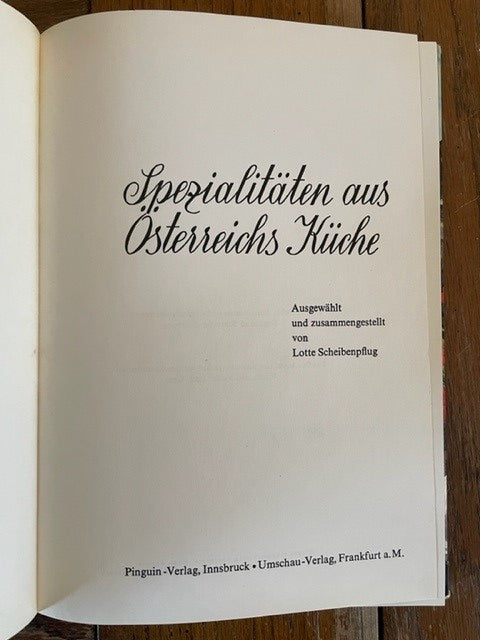 Spezialitäten aus
Österreichs Küche
Ausgewählt
und zusammengestellt
von
Lotte Scheibenpflug
Pinguin-Verlag, Innsbruck • Umschau-Verlag, Frankfurt a. M.